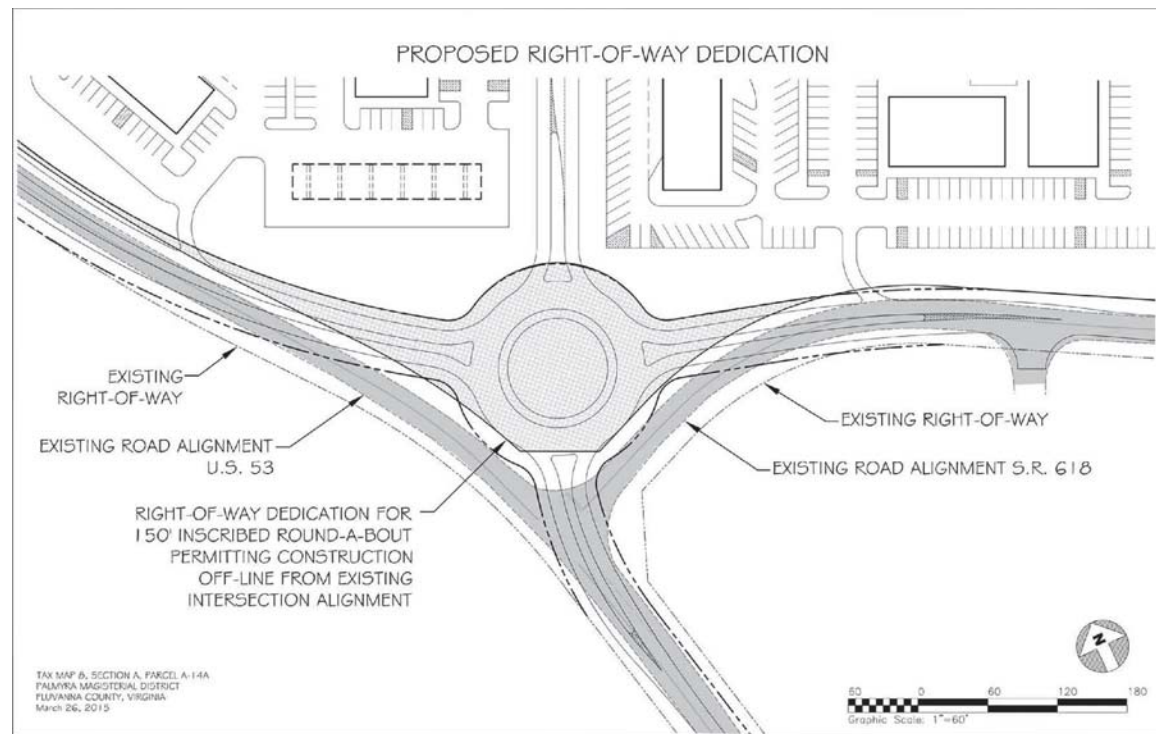 PROPOSED RIGHT-OF-WAY DEDICATION
EXISTING
RIGHT-OF-WAY
EXISTING ROAD ALIGNMENT
U.S. 53
RIGHT-OF-WAY DEDICATION FOR
150' INSCRIBED ROUND-A-BOUT
PERMITTING CONSTRUCTION
OFF-LINE FROM EXISTING
INTERSECTION ALIGNMENT
EXISTING RIGHT-OF-WAY
EXISTING ROAD ALIGNMENT S.R. 618
TAX MAP 8, SECTION A, PARCEL A-14A
PALMYRA MAGISTERIAL DISTRICT
FLUVANNA COUNTY, VIRGINIA
March 26, 2015
N
60 0 60 120 180
Graphic Scale: 1"=60'